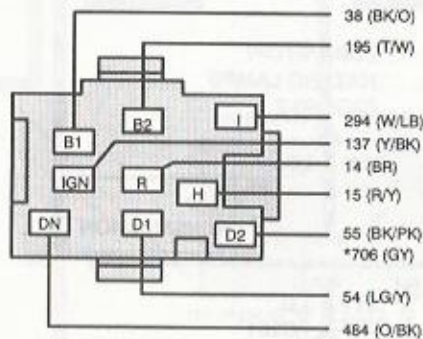 38 (BK/O)
195 (T/W)
294 (W/LB)
137 (Y/BK)
14 (BR)
15 (R/Y)
55 (BK/PK)
*706 (GY)
54 (LG/Y)
484 (O/BK)
B1
B2
I
IGN
R
H
DN
D1
D2